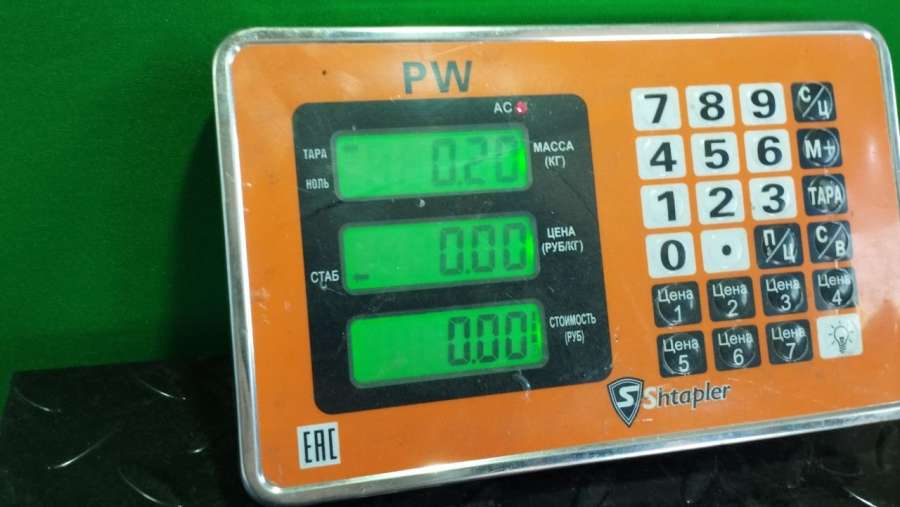 PW
AC
ТАРА
НОЛЬ
0.20
МАССА
(КГ)
СТАБ
0.00
ЦЕНА
(РУБ/КГ)
0.00
СТОИМОСТЬ
(РУБ)
7 8 9 С/Ц
4 5 6 М+
1 2 3 ТАРА
0 . П/Ц С/В
Цена 1 Цена 2 Цена 3 Цена 4
Цена 5 Цена 6 Цена 7
S Shtapler
EAC